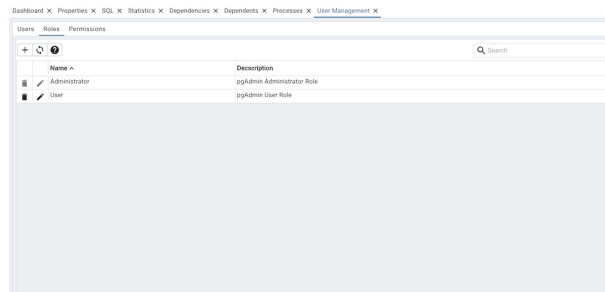 Dashboard Properties SQL Statistics Dependencies Dependents Processes User Management
Users Roles Permissions
Search
Name Decscription
Administrator pgAdmin Administrator Role
User pgAdmin User Role